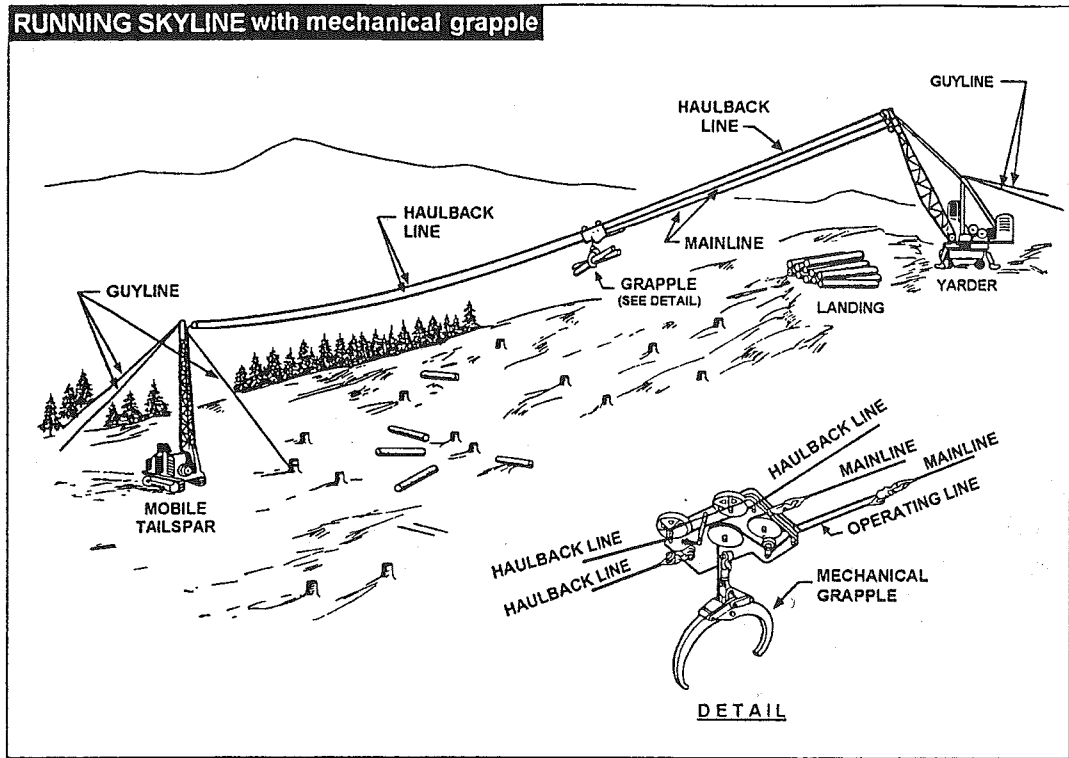 RUNNING SKYLINE with mechanical grapple
GUYLINE
HAULBACK
LINE
HAULBACK
LINE
MAINLINE
GUYLINE
GRAPPLE
(SEE DETAIL)
LANDING
YARDER
MOBILE
TAILSPAR
HAULBACK LINE
MAINLINE
MAINLINE
OPERATING LINE
HAULBACK LINE
HAULBACK LINE
MECHANICAL
GRAPPLE
DETAIL